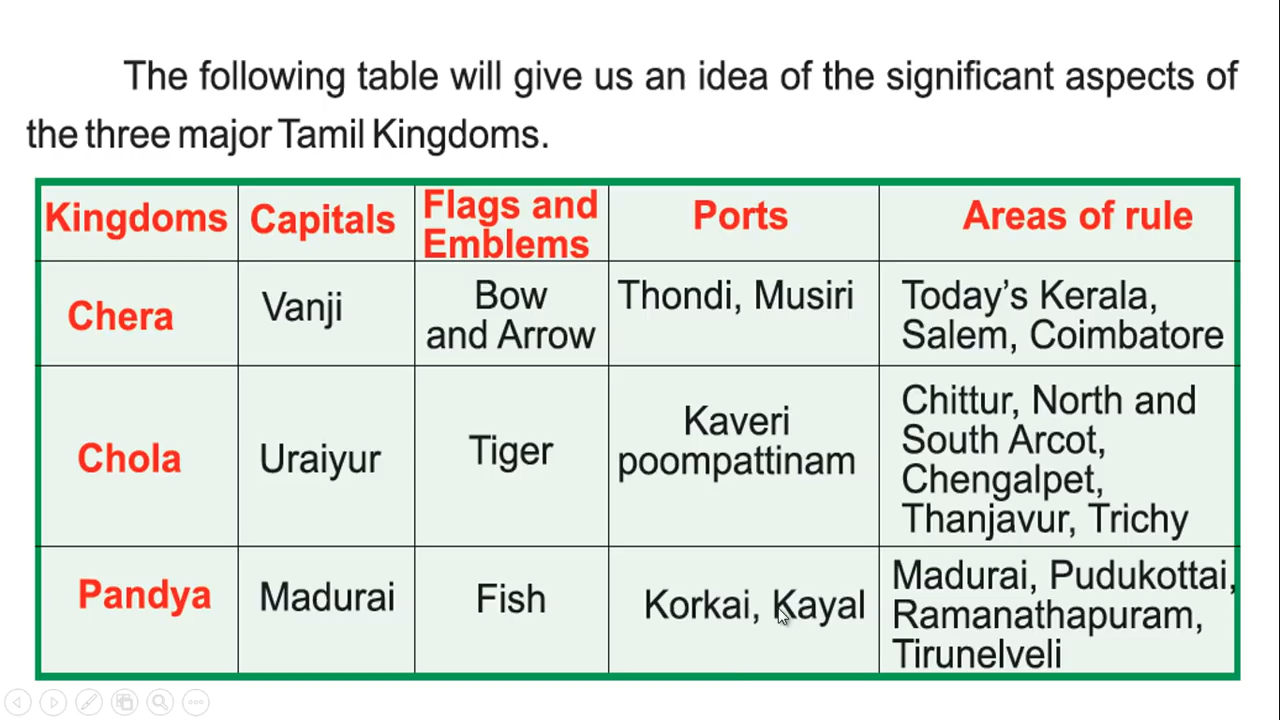 The following table will give us an idea of the significant aspects of
the three major Tamil Kingdoms.
Kingdoms
Capitals
Flags and
Emblems
Ports
Areas of rule
Chera
Vanji
Bow
and Arrow
Thondi, Musiri
Today's Kerala,
Salem, Coimbatore
Chola
Uraiyur
Tiger
Kaveri
poompattinam
Chittur, North and
South Arcot,
Chengalpet,
Thanjavur, Trichy
Pandya
Madurai
Fish
Korkai, Kayal
Madurai, Pudukottai,
Ramanathapuram,
Tirunelveli